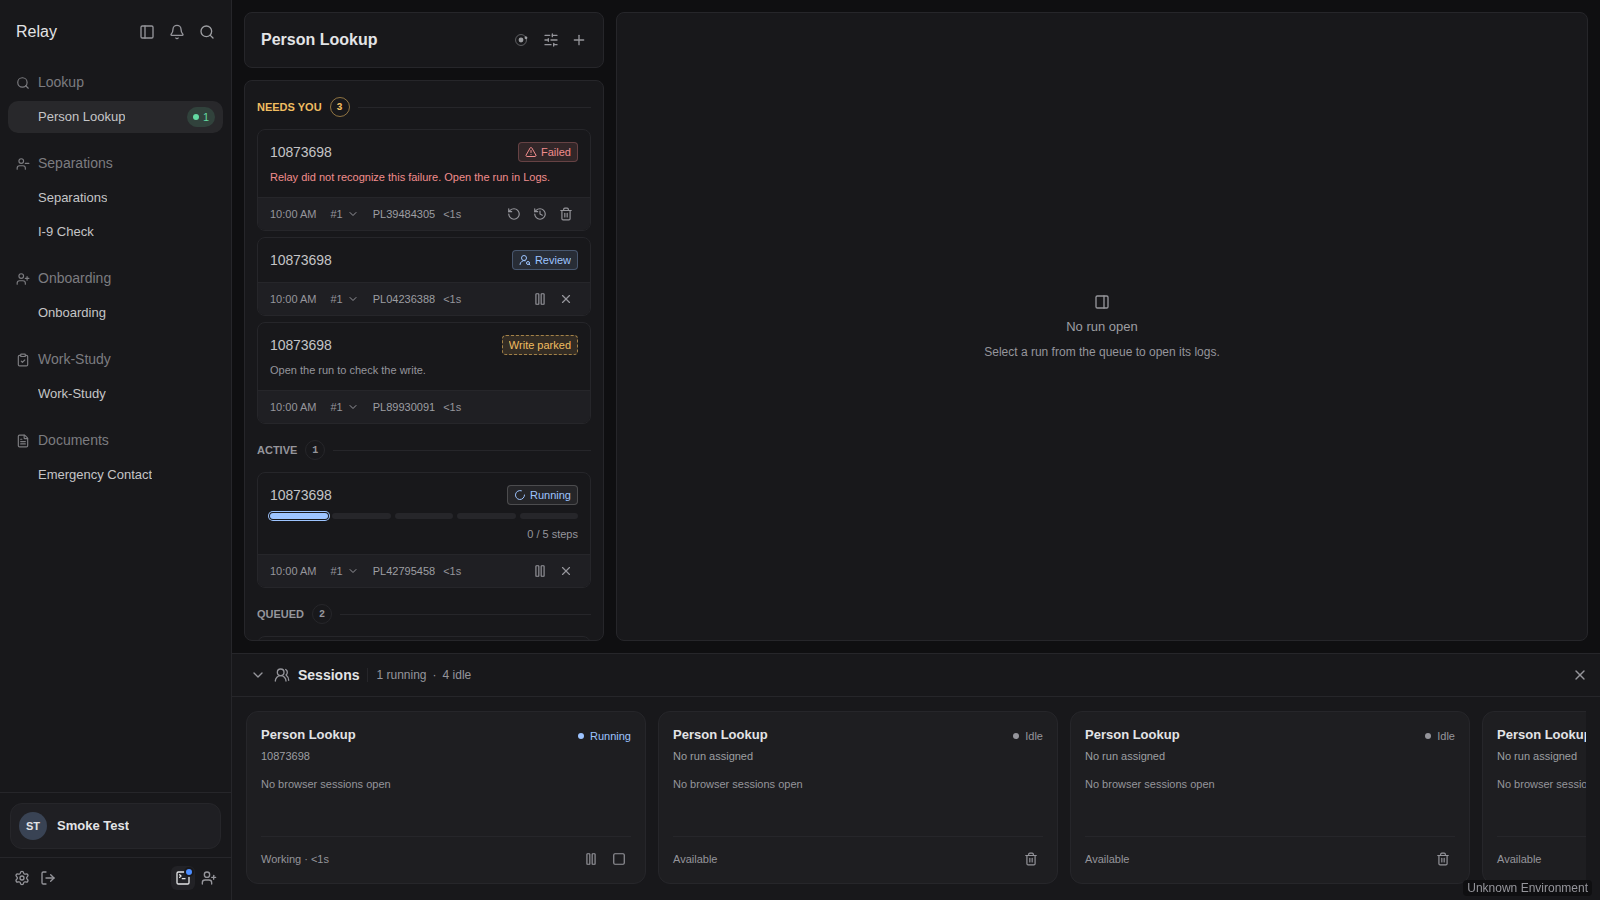 Relay
Lookup
Person Lookup
1
Separations
Separations
I-9 Check
Onboarding
Onboarding
Work-Study
Work-Study
Documents
Emergency Contact
ST
Smoke Test
Person Lookup
NEEDS YOU 3
10873698
Failed
Relay did not recognize this failure. Open the run in Logs.
10:00 AM #1 PL39484305 <1s
10873698
Review
10:00 AM #1 PL04236388 <1s
10873698
Write parked
Open the run to check the write.
10:00 AM #1 PL89930091 <1s
ACTIVE 1
10873698
Running
0 / 5 steps
10:00 AM #1 PL42795458 <1s
QUEUED 2
No run open
Select a run from the queue to open its logs.
Sessions
1 running · 4 idle
Person Lookup
Running
10873698
No browser sessions open
Working · <1s
Person Lookup
Idle
No run assigned
No browser sessions open
Available
Person Lookup
Idle
No run assigned
No browser sessions open
Available
Person Lookup
No run assigned
No browser sessio
Available
Unknown Environment